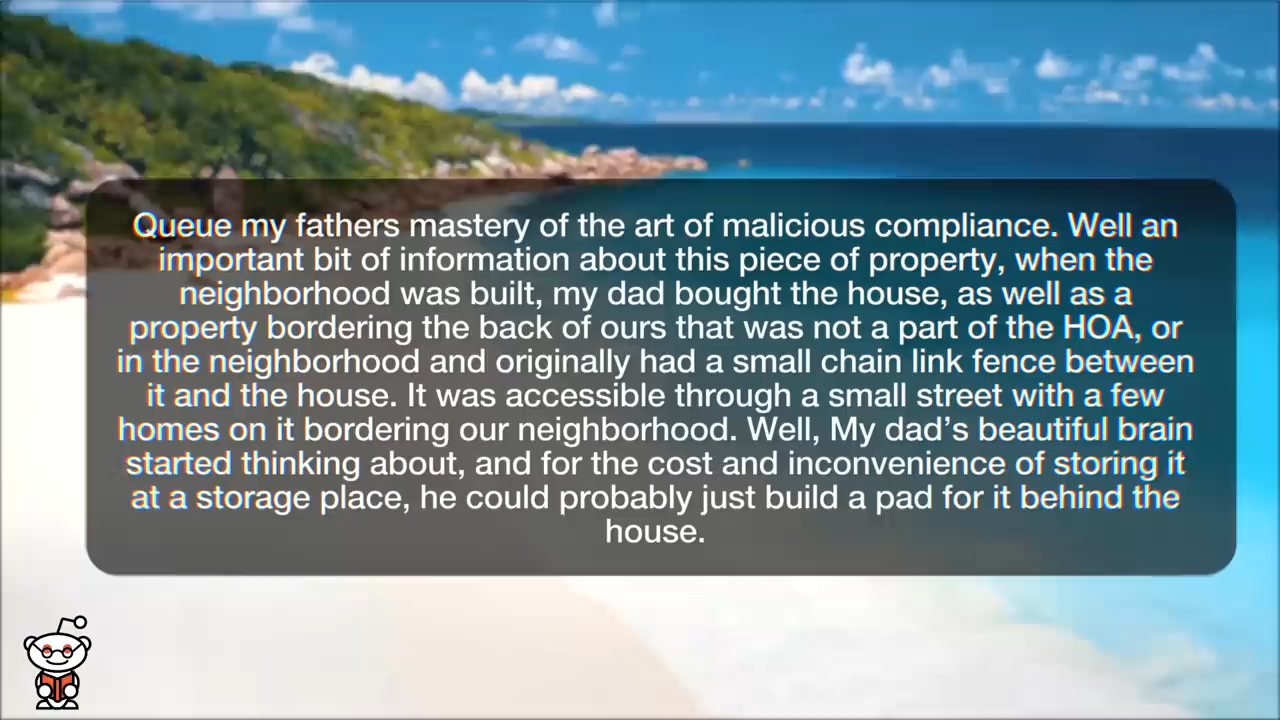 Queue my fathers mastery of the art of malicious compliance. Well an
important bit of information about this piece of property, when the
neighborhood was built, my dad bought the house, as well as a
property bordering the back of ours that was not a part of the HOA, or
in the neighborhood and originally had a small chain link fence between
it and the house. It was accessible through a small street with a few
homes on it bordering our neighborhood. Well, My dad’s beautiful brain
started thinking about, and for the cost and inconvenience of storing it
at a storage place, he could probably just build a pad for it behind the
house.